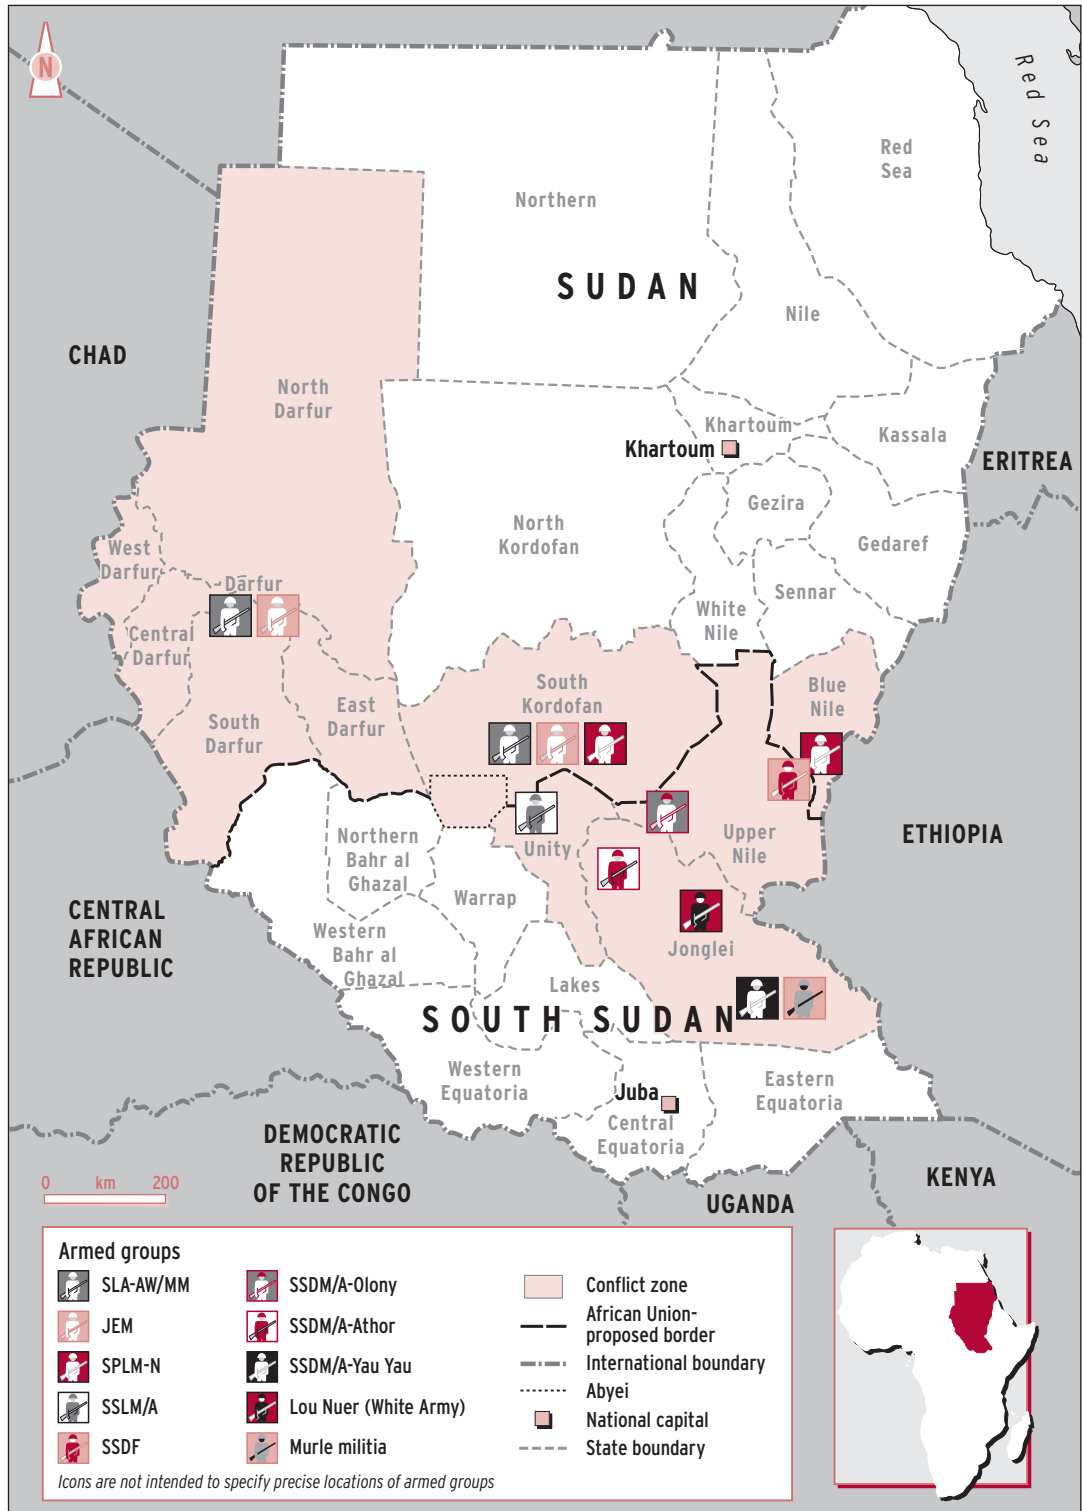 N
Red Sea
Red
Sea
Northern
SUDAN
Nile
CHAD
North
Darfur
Khartoum
Khartoum
Kassala
ERITREA
Gezira
North
Kordofan
Gedaref
West
Darfur
Darfur
Sennar
White
Nile
Central
Darfur
South
Kordofan
Blue
Nile
East
Darfur
South
Darfur
Northern
Bahr al
Ghazal
Unity
Upper
Nile
ETHIOPIA
Warrap
CENTRAL
AFRICAN
REPUBLIC
Western
Bahr al
Ghazal
Jonglei
Lakes
SOUTH SUDAN
Western
Equatoria
Juba
Eastern
Equatoria
Central
Equatoria
DEMOCRATIC
REPUBLIC
OF THE CONGO
KENYA
UGANDA
0 km 200
Armed groups
SLA-AW/MM
JEM
SPLM-N
SSLM/A
SSDF
SSDM/A-Olony
SSDM/A-Athor
SSDM/A-Yau Yau
Lou Nuer (White Army)
Murle militia
Conflict zone
African Union-
proposed border
International boundary
Abyei
National capital
State boundary
Icons are not intended to specify precise locations of armed groups